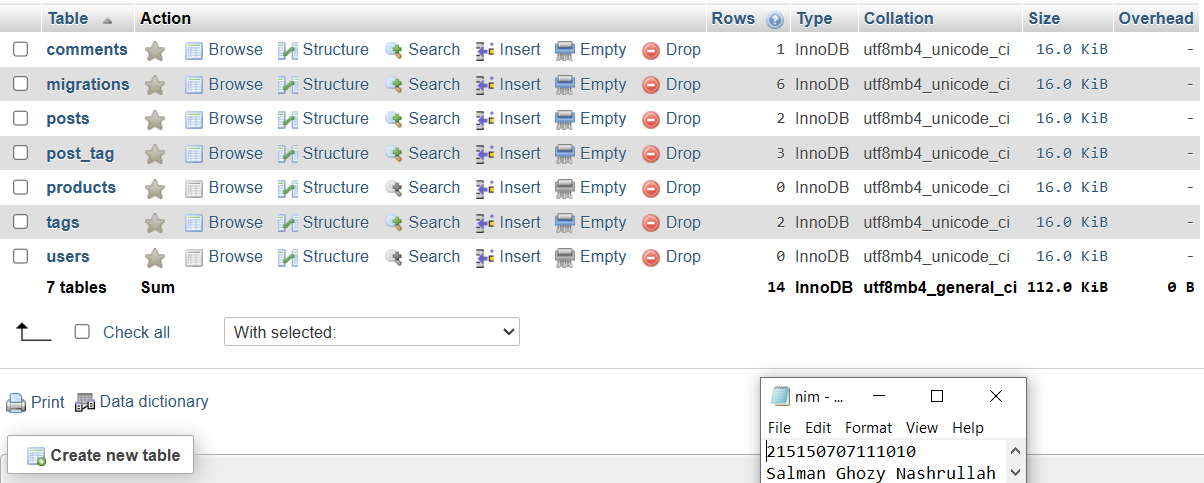 Table Action Rows Type Collation Size Overhead
comments Browse Structure Search Insert Empty Drop 1 InnoDB utf8mb4_unicode_ci 16.0 KiB -
migrations Browse Structure Search Insert Empty Drop 6 InnoDB utf8mb4_unicode_ci 16.0 KiB -
posts Browse Structure Search Insert Empty Drop 2 InnoDB utf8mb4_unicode_ci 16.0 KiB -
post_tag Browse Structure Search Insert Empty Drop 3 InnoDB utf8mb4_unicode_ci 16.0 KiB -
products Browse Structure Search Insert Empty Drop 0 InnoDB utf8mb4_unicode_ci 16.0 KiB -
tags Browse Structure Search Insert Empty Drop 2 InnoDB utf8mb4_unicode_ci 16.0 KiB -
users Browse Structure Search Insert Empty Drop 0 InnoDB utf8mb4_unicode_ci 16.0 KiB -
7 tables Sum 14 InnoDB utf8mb4_general_ci 112.0 KiB 0 B
Check all With selected:
Print Data dictionary
Create new table
nim - ...
File Edit Format View Help
215150707111010
Salman Ghozy Nashrullah